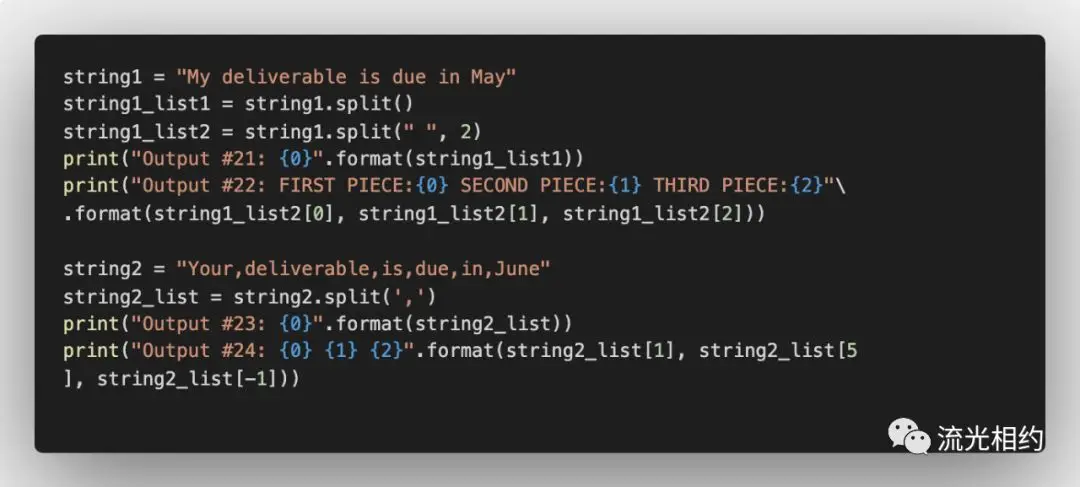 string1 = "My deliverable is due in May"
string1_list1 = string1.split()
string1_list2 = string1.split(" ", 2)
print("Output #21: {0}".format(string1_list1))
print("Output #22: FIRST PIECE:{0} SECOND PIECE:{1} THIRD PIECE:{2}"\
.format(string1_list2[0], string1_list2[1], string1_list2[2]))
string2 = "Your,deliverable,is,due,in,June"
string2_list = string2.split(',')
print("Output #23: {0}".format(string2_list))
print("Output #24: {0} {1} {2}".format(string2_list[1], string2_list[5
], string2_list[-1]))
流光相约